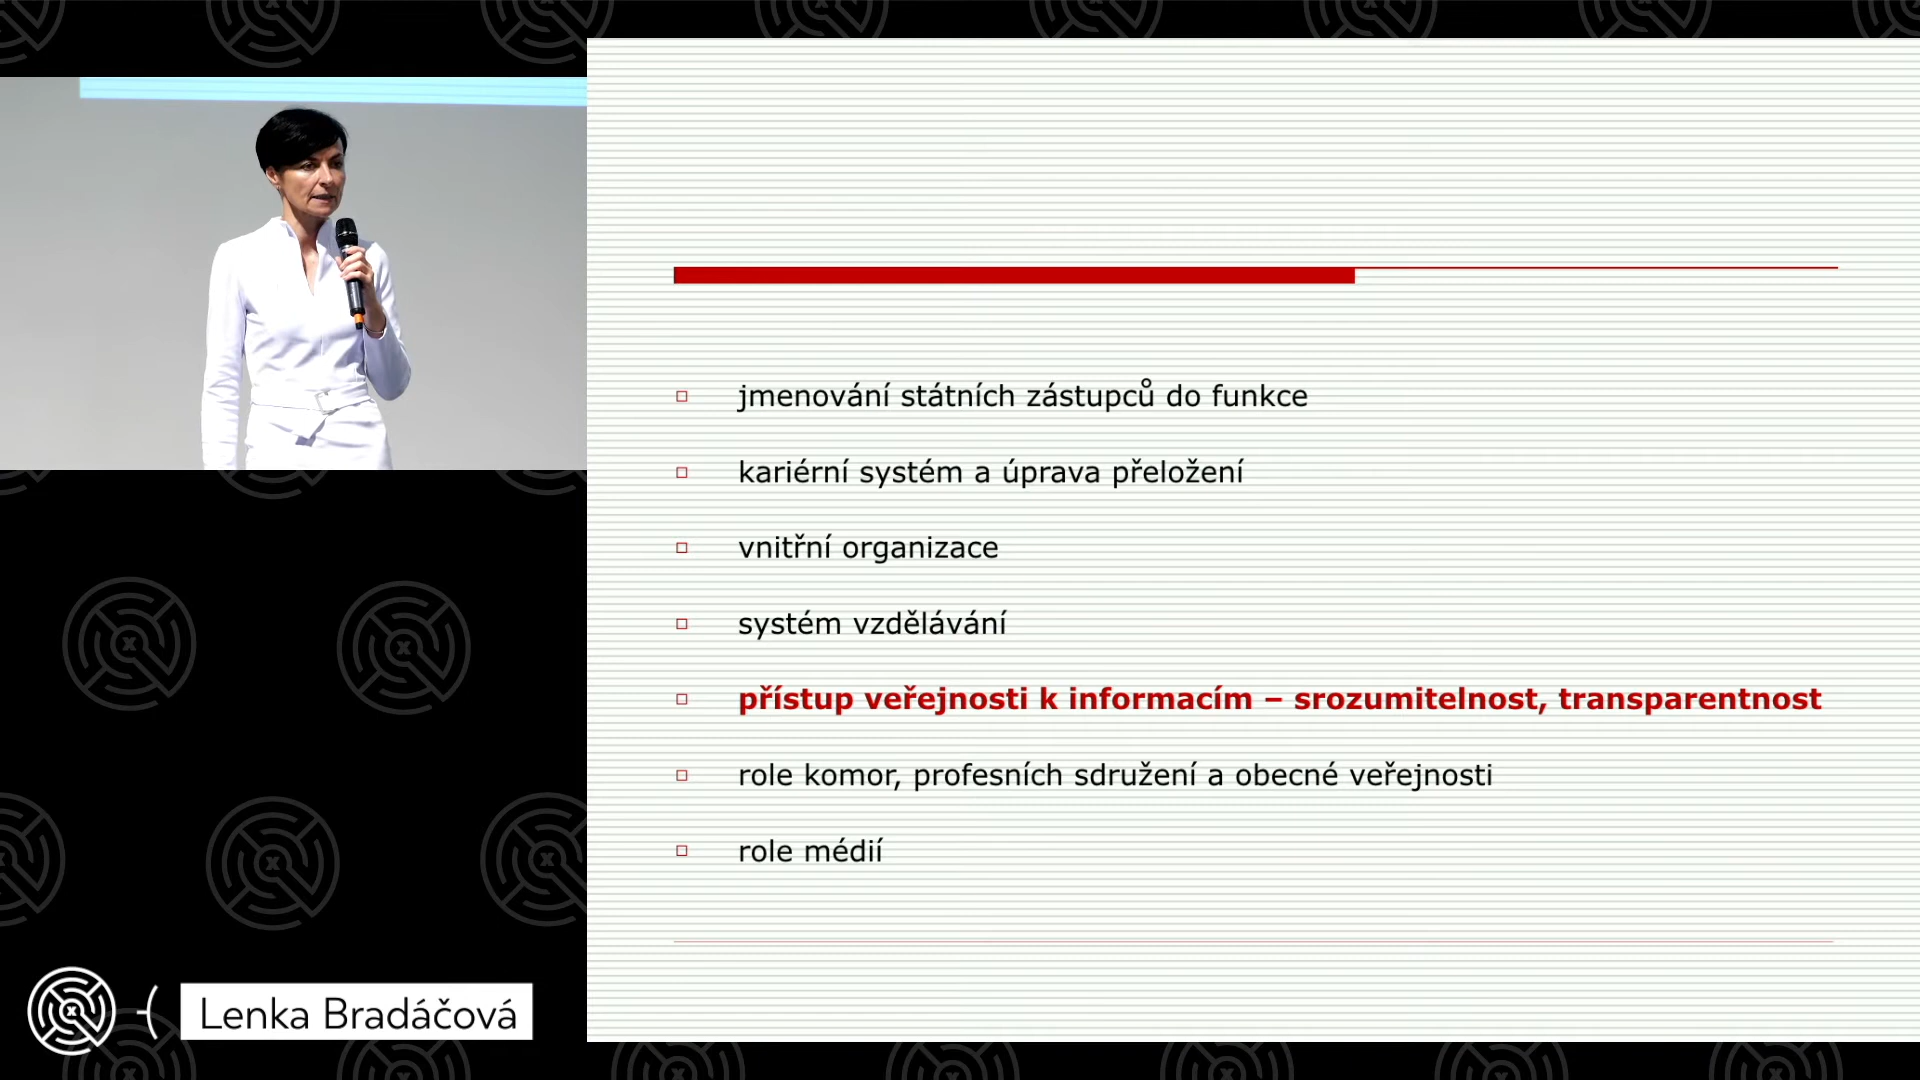 jmenování státních zástupců do funkce
kariérní systém a úprava přeložení
vnitřní organizace
systém vzdělávání
přístup veřejnosti k informacím – srozumitelnost, transparentnost
role komor, profesních sdružení a obecné veřejnosti
role médií
Lenka Bradáčová